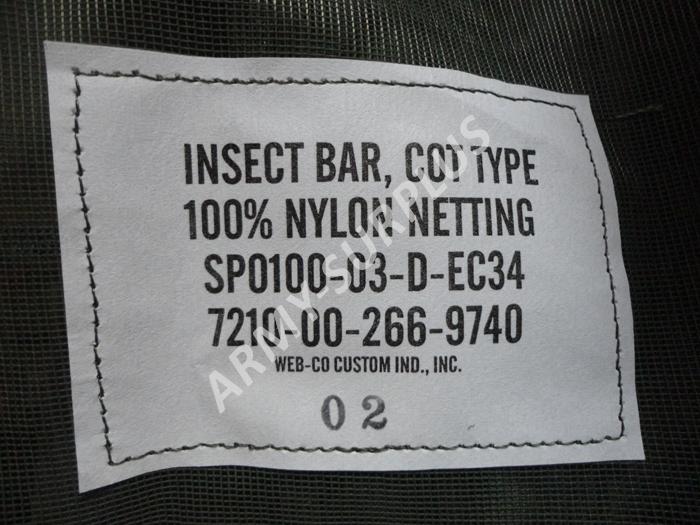 INSECT BAR, COT TYPE
100% NYLON NETTING
SP0100-03-D-EC34
7210-00-266-9740
WEB-CO CUSTOM IND., INC.
02
ARMY-SURPLUS